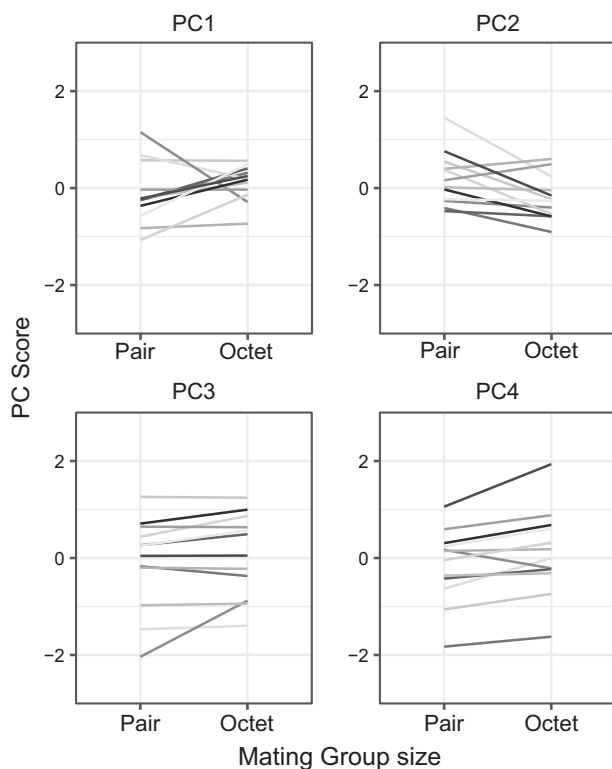 PC1 PC2
2 2
0 0
−2 −2
Pair Octet Pair Octet
PC Score
PC3 PC4
2 2
0 0
−2 −2
Pair Octet Pair Octet
Mating Group size